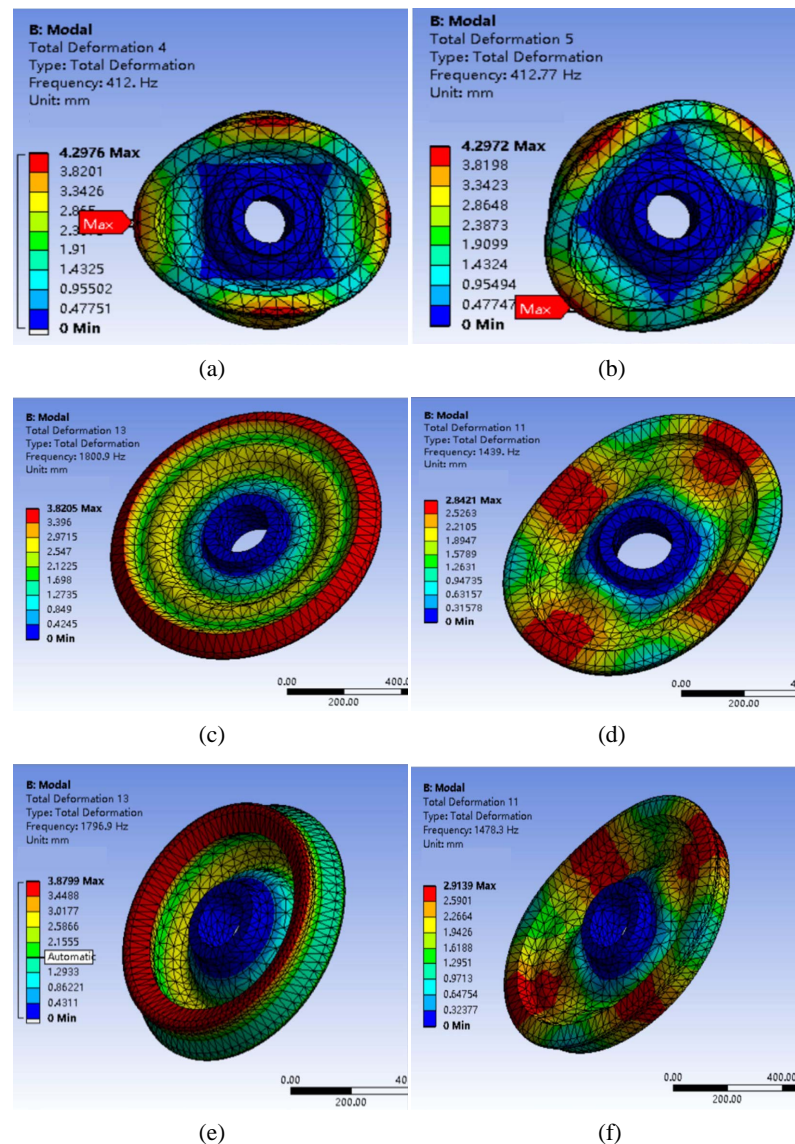 B: Modal
Total Deformation 4
Type: Total Deformation
Frequency: 412. Hz
Unit: mm
4.2976 Max
3.8201
3.3426
1.91
1.4325
0.95502
0.47751
0 Min
Max
(a)
B: Modal
Total Deformation 5
Type: Total Deformation
Frequency: 412.77 Hz
Unit: mm
4.2972 Max
3.8198
3.3423
2.8648
2.3873
1.9099
1.4324
0.95494
0.47747
0 Min
Max
(b)
B: Modal
Total Deformation 13
Type: Total Deformation
Frequency: 1800.9 Hz
Unit: mm
3.8205 Max
3.396
2.9715
2.547
2.1225
1.698
1.2735
0.849
0.4245
0 Min
0.00
400.0
200.00
(c)
B: Modal
Total Deformation 11
Type: Total Deformation
Frequency: 1439. Hz
Unit: mm
2.8421 Max
2.5263
2.2105
1.8947
1.5789
1.2631
0.94735
0.63157
0.31578
0 Min
0.00
200.00
(d)
B: Modal
Total Deformation 13
Type: Total Deformation
Frequency: 1796.9 Hz
Unit: mm
3.8799 Max
3.4488
3.0177
2.5866
2.1555
Automatic
1.2933
0.86221
0.4311
0 Min
0.00
200.00
(e)
B: Modal
Total Deformation 11
Type: Total Deformation
Frequency: 1478.3 Hz
Unit: mm
2.9139 Max
2.5901
2.2664
1.9426
1.6188
1.2951
0.9713
0.64754
0.32377
0 Min
0.00
400.00
200.00
(f)